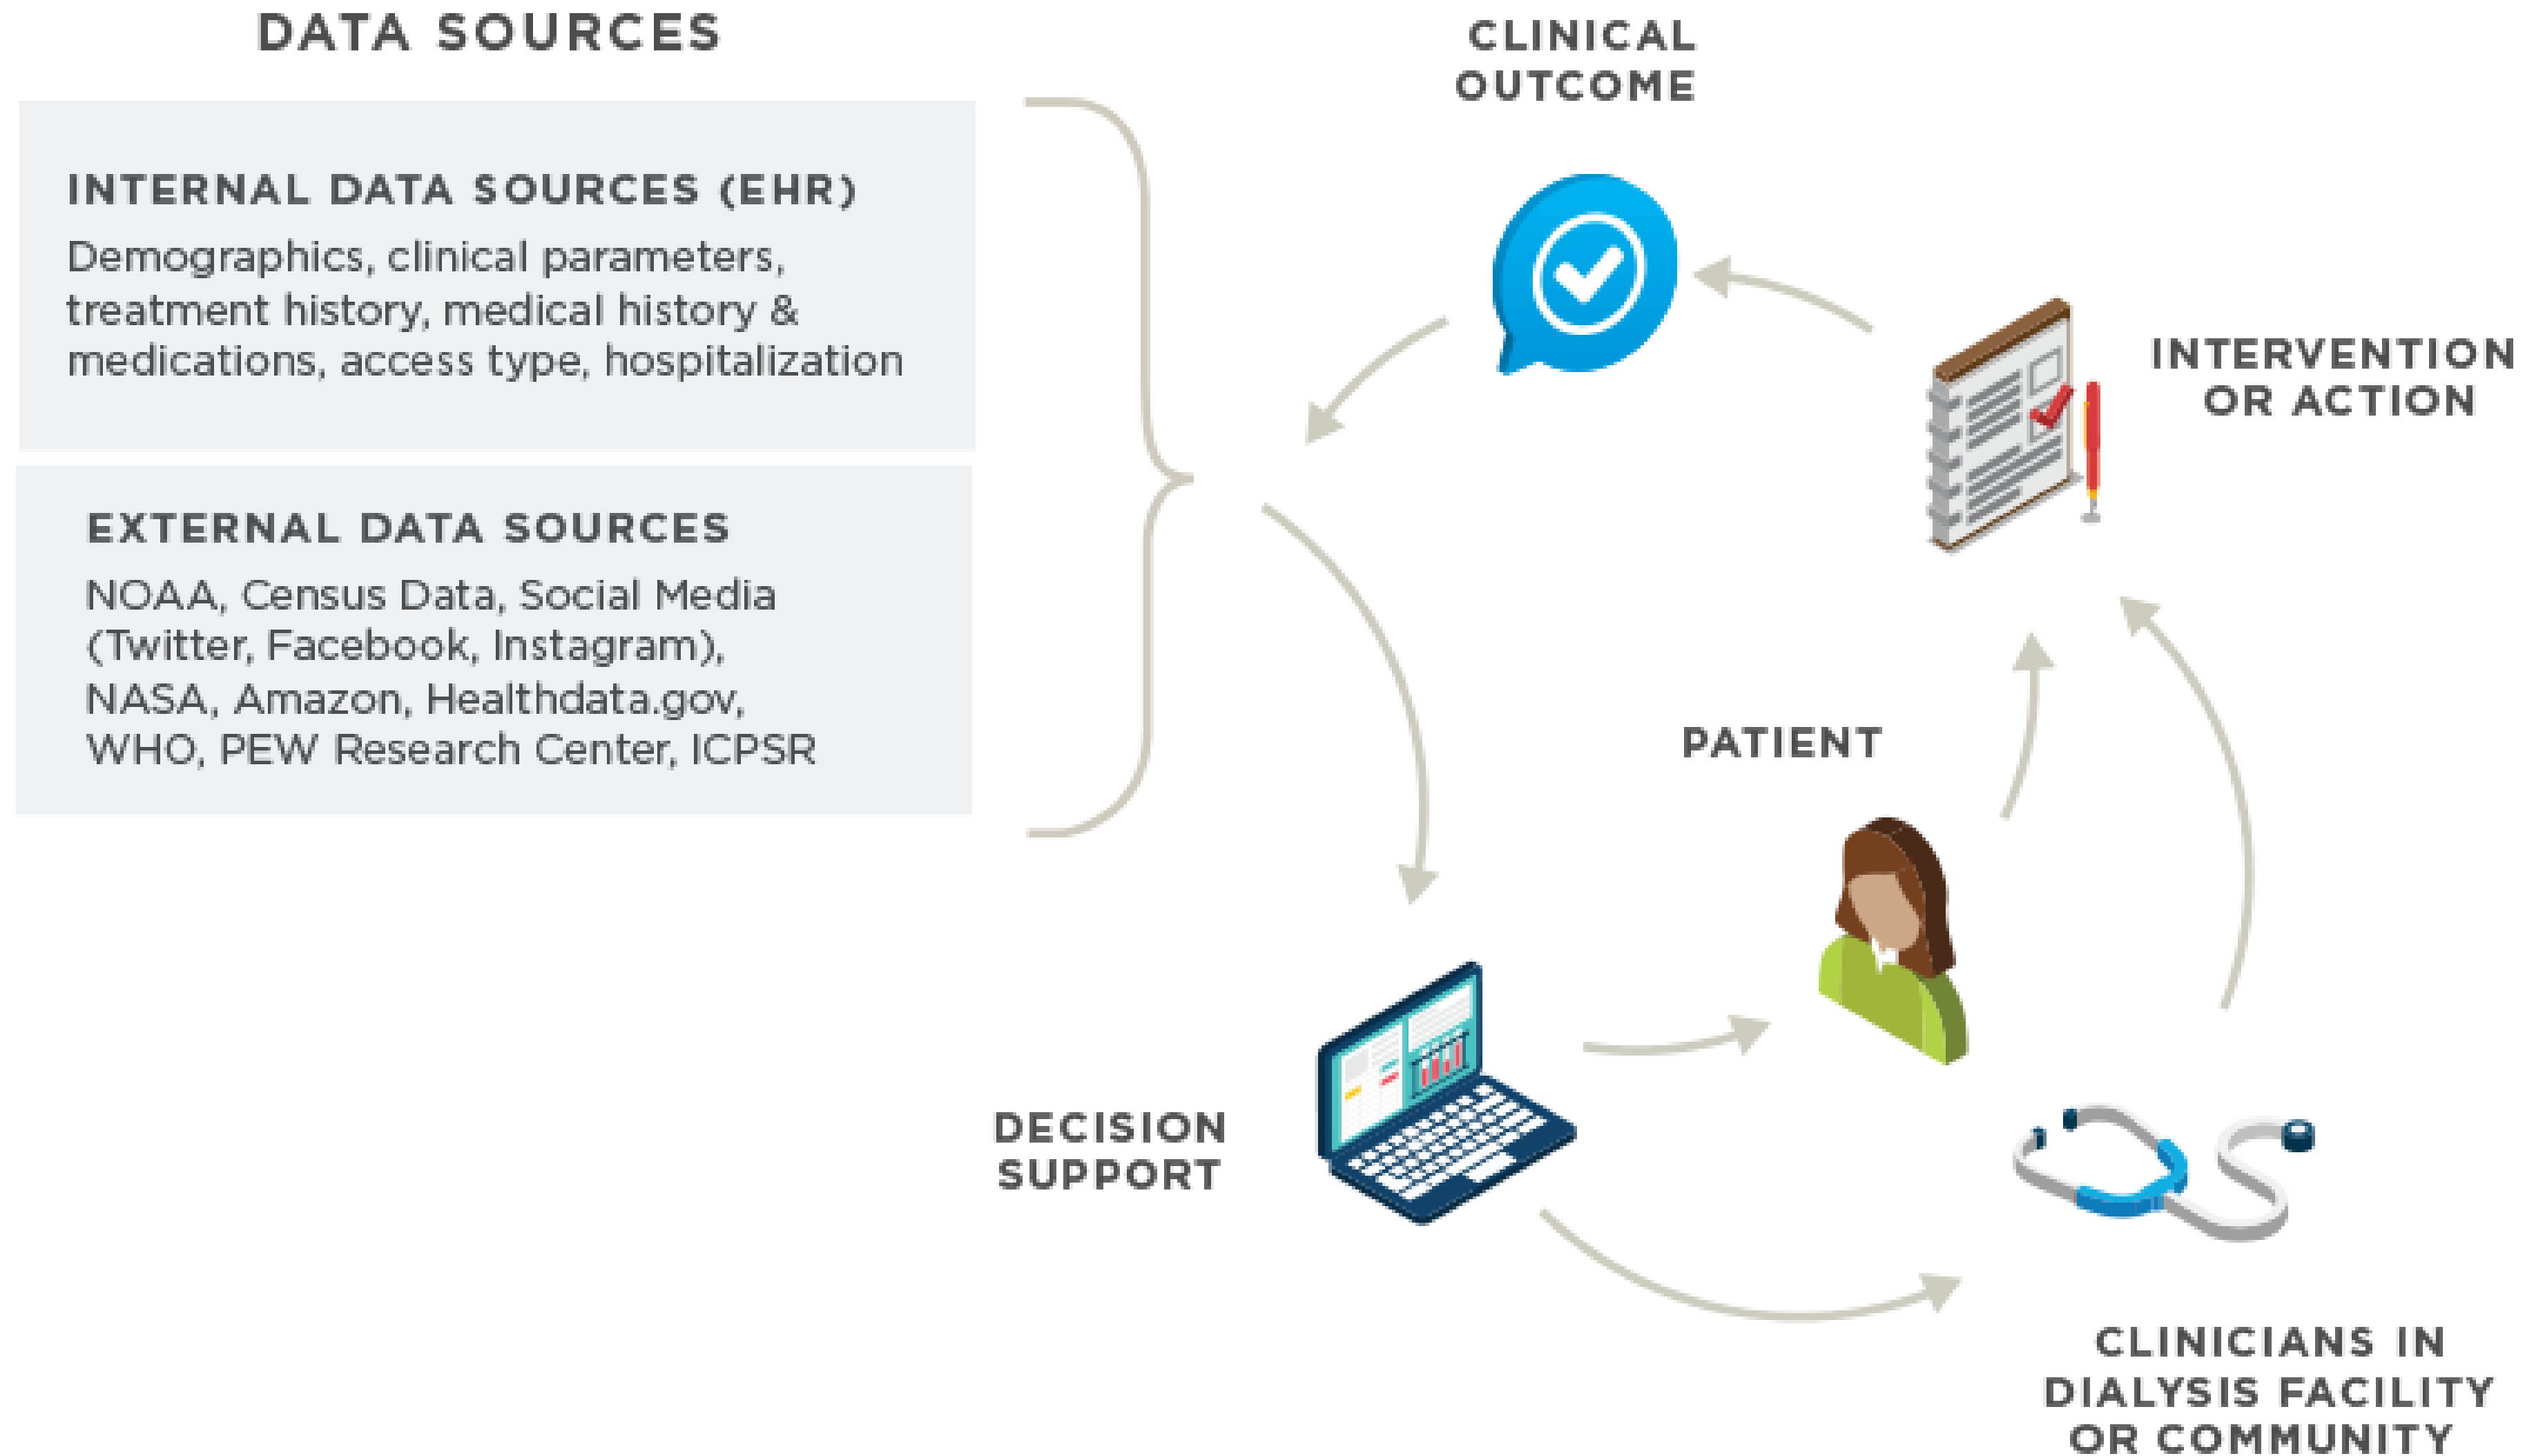 DATA SOURCES
INTERNAL DATA SOURCES (EHR)
Demographics, clinical parameters,
treatment history, medical history &
medications, access type, hospitalization
EXTERNAL DATA SOURCES
NOAA, Census Data, Social Media
(Twitter, Facebook, Instagram),
NASA, Amazon, Healthdata.gov,
WHO, PEW Research Center, ICPSR
CLINICAL
OUTCOME
INTERVENTION
OR ACTION
PATIENT
DECISION
SUPPORT
CLINICIANS IN
DIALYSIS FACILITY
OR COMMUNITY